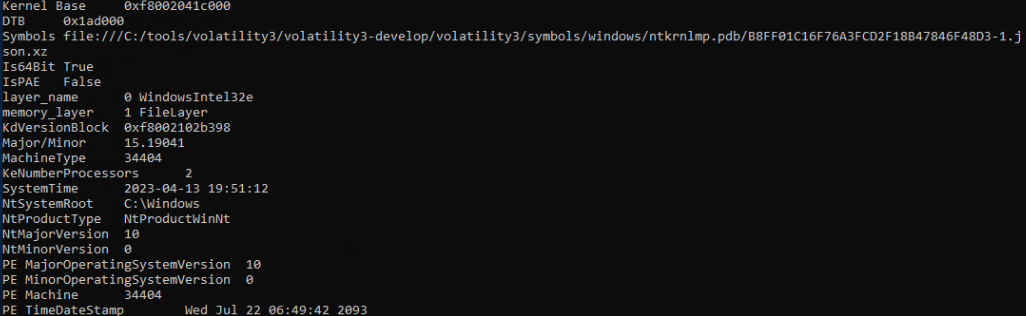 Kernel Base     0xf8002041c000
DTB     0x1ad000
Symbols file:///C:/tools/volatility3/volatility3-develop/volatility3/symbols/windows/ntkrnlmp.pdb/B8FF01C16F76A3FCD2F18B47846F48D3-1.j
son.xz
Is64Bit True
IsPAE   False
layer_name      0 WindowsIntel32e
memory_layer    1 FileLayer
KdVersionBlock  0xf8002102b398
Major/Minor     15.19041
MachineType     34404
KeNumberProcessors      2
SystemTime      2023-04-13 19:51:12
NtSystemRoot    C:\Windows
NtProductType   NtProductWinNt
NtMajorVersion  10
NtMinorVersion  0
PE MajorOperatingSystemVersion  10
PE MinorOperatingSystemVersion  0
PE Machine      34404
PE TimeDateStamp        Wed Jul 22 06:49:42 2093